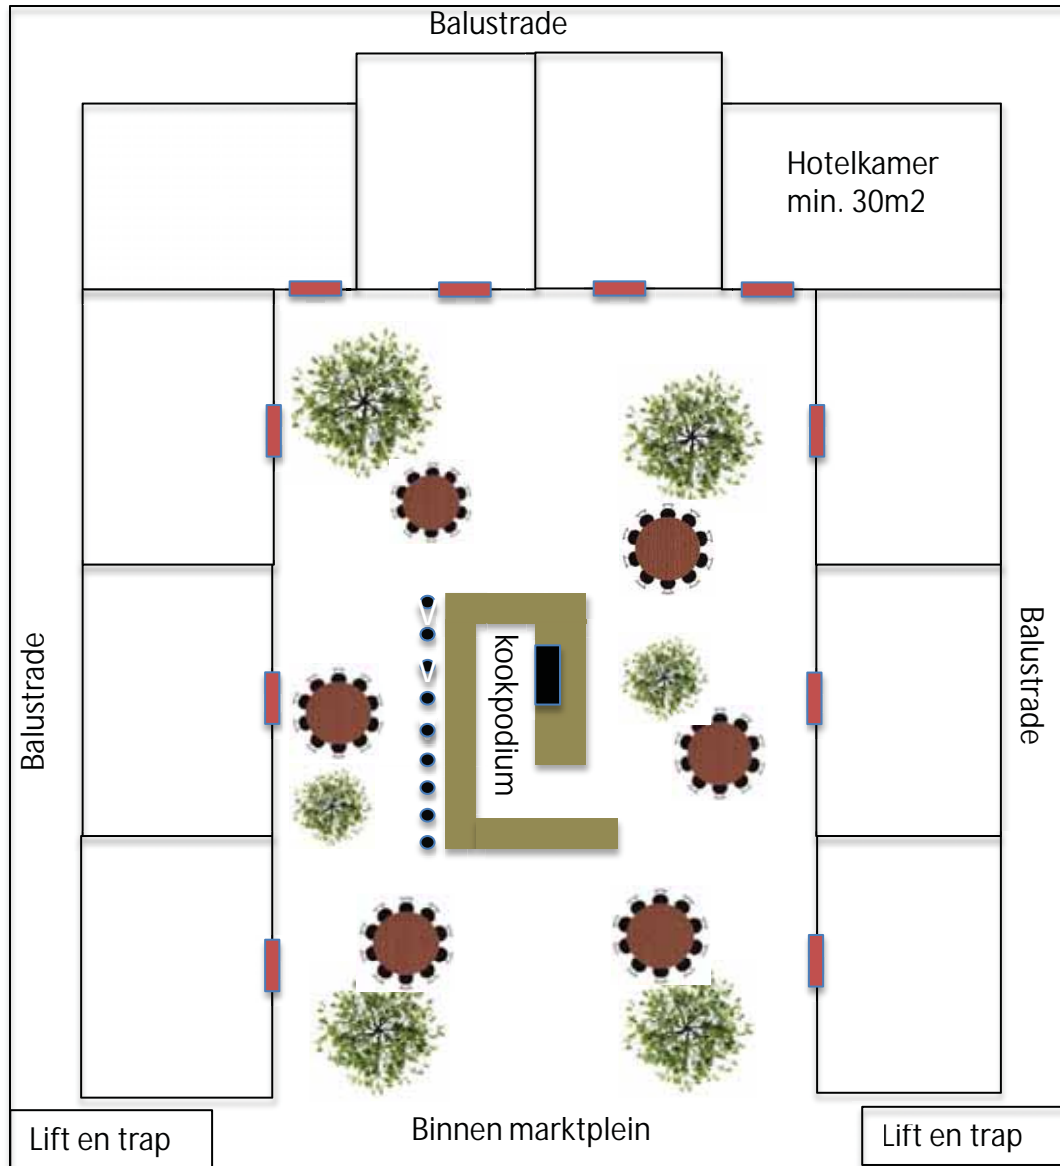 Balustrade
Hotelkamer
min. 30m2
Balustrade
kookpodium
Balustrade
Lift en trap
Binnen marktplein
Lift en trap